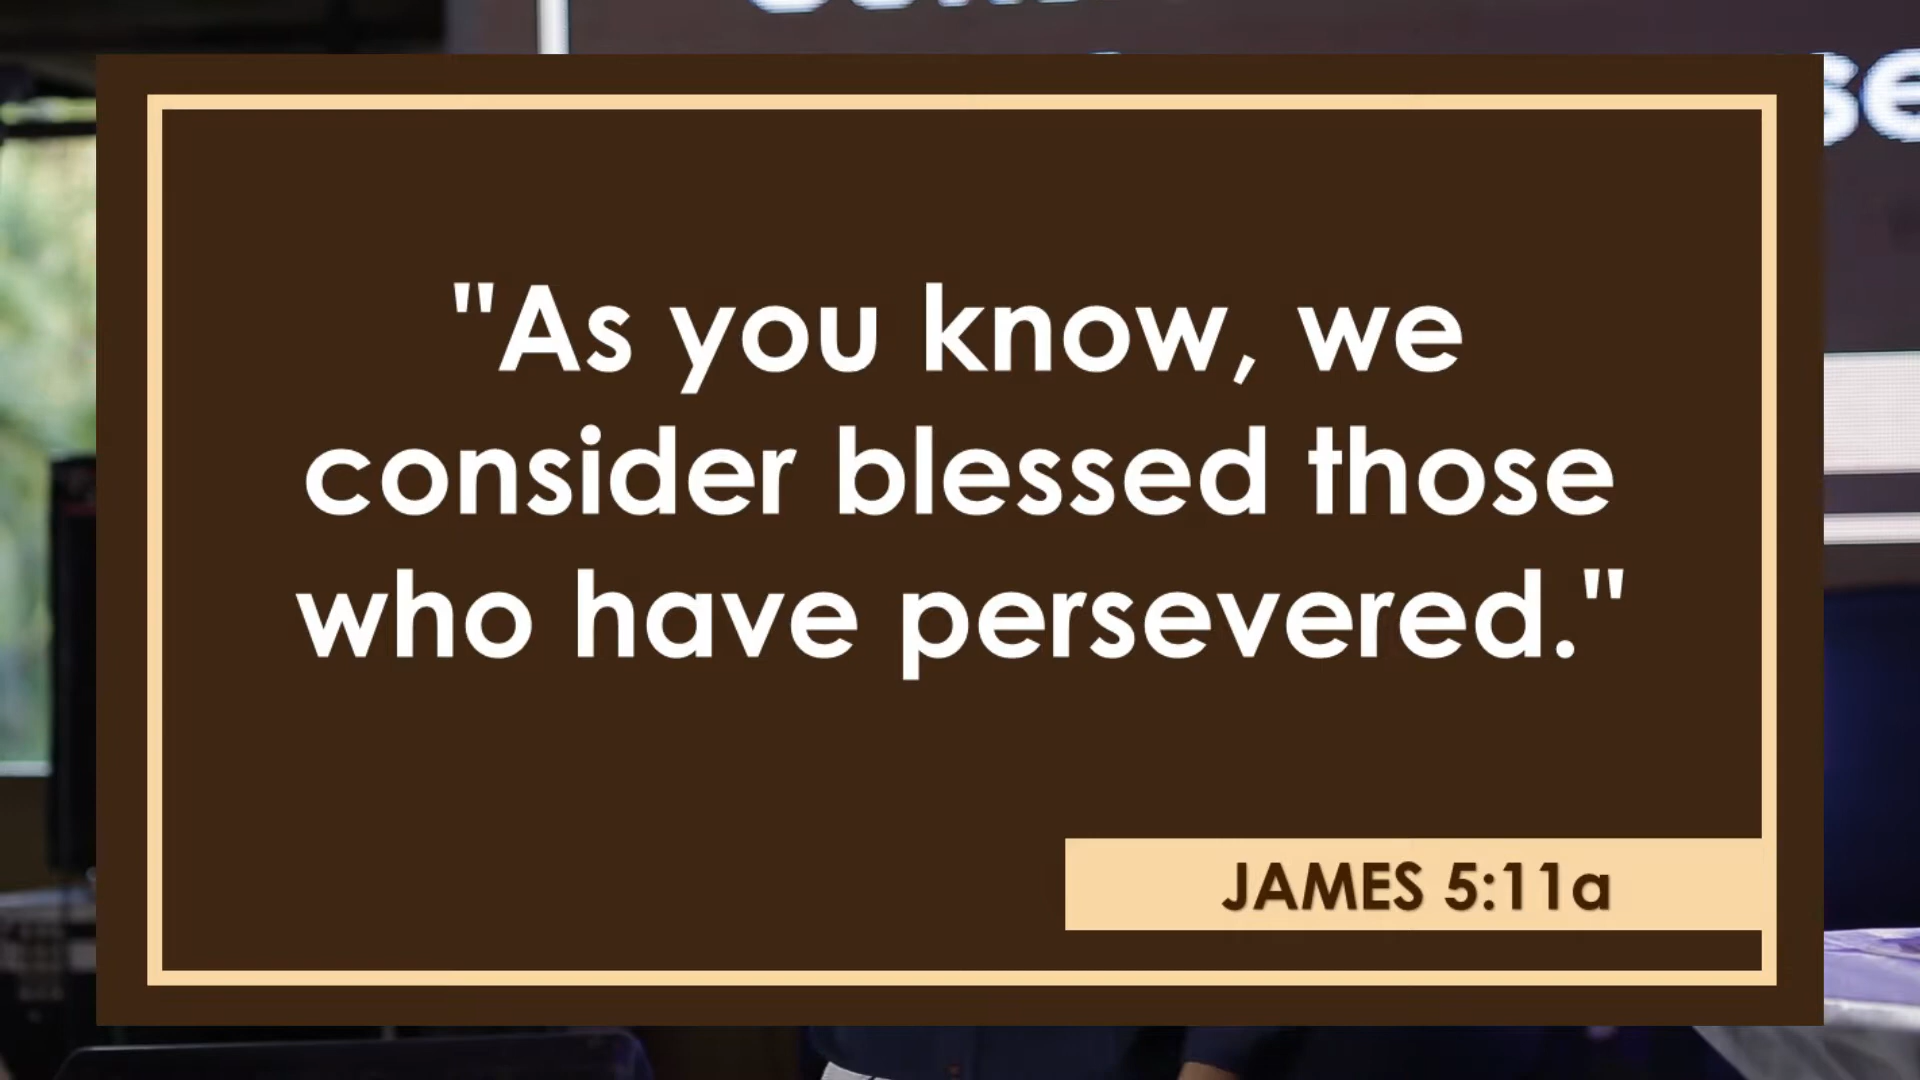 "As you know, we
consider blessed those
who have persevered."
JAMES 5:11a